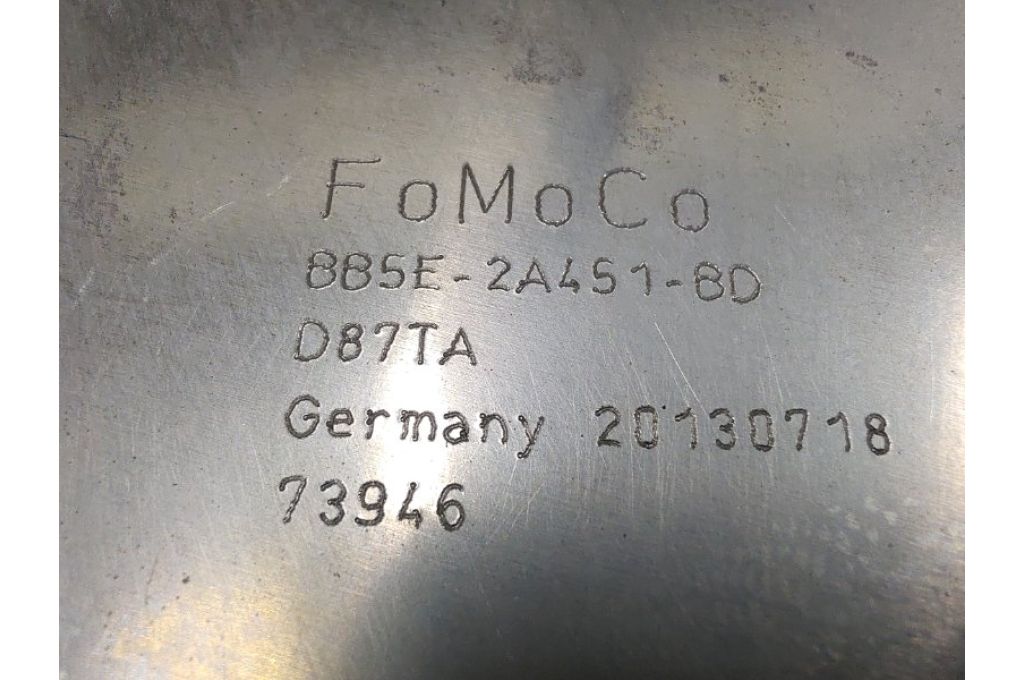 FoMoCo
8B5E-2A451-BD
D87TA
Germany 20130718
73946